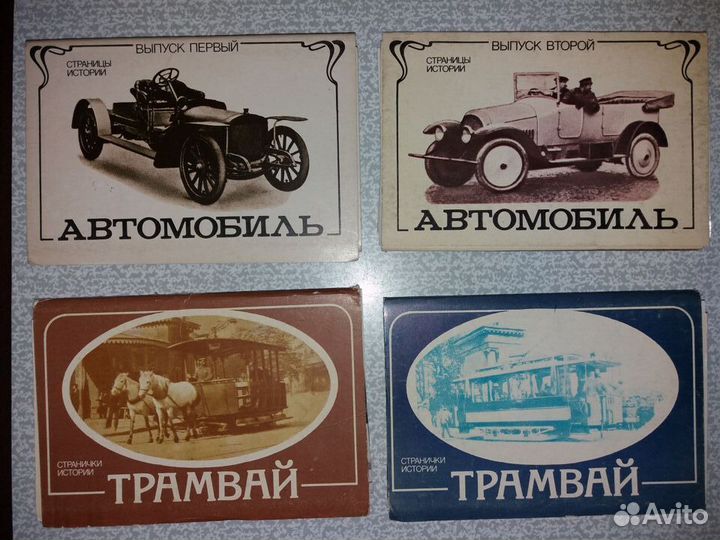 ВЫПУСК ПЕРВЫЙ
СТРАНИЦЫ
ИСТОРИИ
АВТОМОБИЛЬ
ВЫПУСК ВТОРОЙ
СТРАНИЦЫ
ИСТОРИИ
АВТОМОБИЛЬ
СТРАНИЧКИ
ИСТОРИИ
ТРАМВАЙ
СТРАНИЧКИ
ИСТОРИИ
ТРАМВАЙ
Avito